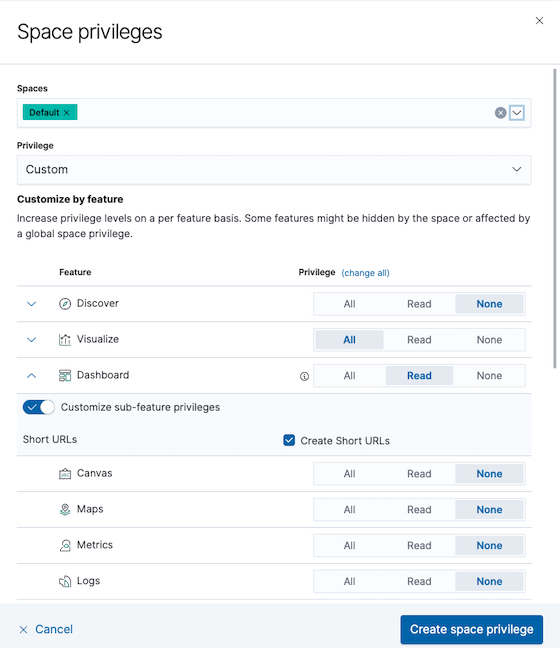 Space privileges
Spaces
Default
Privilege
Custom
Customize by feature
Increase privilege levels on a per feature basis. Some features might be hidden by the space or affected by
a global space privilege.
Feature Privilege (change all)
Discover All Read None
Visualize All Read None
Dashboard All Read None
Customize sub-feature privileges
Short URLs Create Short URLs
Canvas All Read None
Maps All Read None
Metrics All Read None
Logs All Read None
Cancel Create space privilege